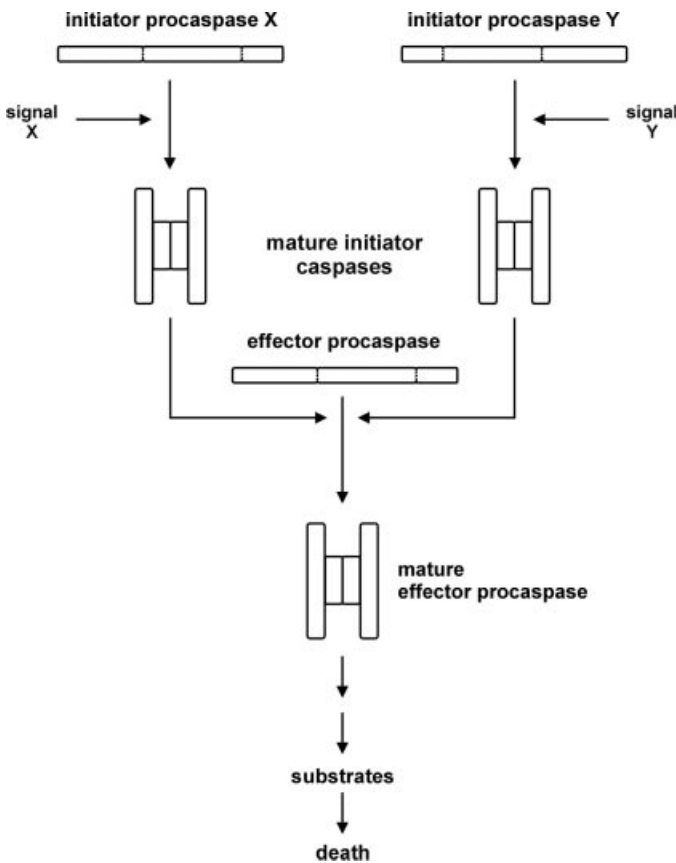 initiator procaspase X
initiator procaspase Y
signal
X
signal
Y
mature initiator
caspases
effector procaspase
mature
effector procaspase
substrates
death